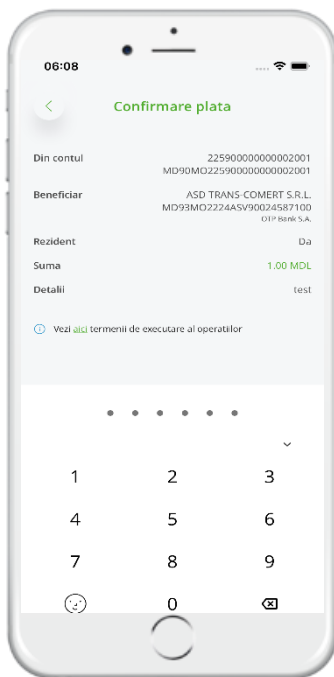 06:08
Confirmare plata
Din contul
225900000000002001
MD90MO225900000000002001
Beneficiar
ASD TRANS-COMERT S.R.L.
MD93MO2224ASV90024587100
OTP Bank S.A.
Rezident
Da
Suma
1.00 MDL
Detalii
test
Vezi aici termenii de executare al operatiilor
1 2 3
4 5 6
7 8 9
0